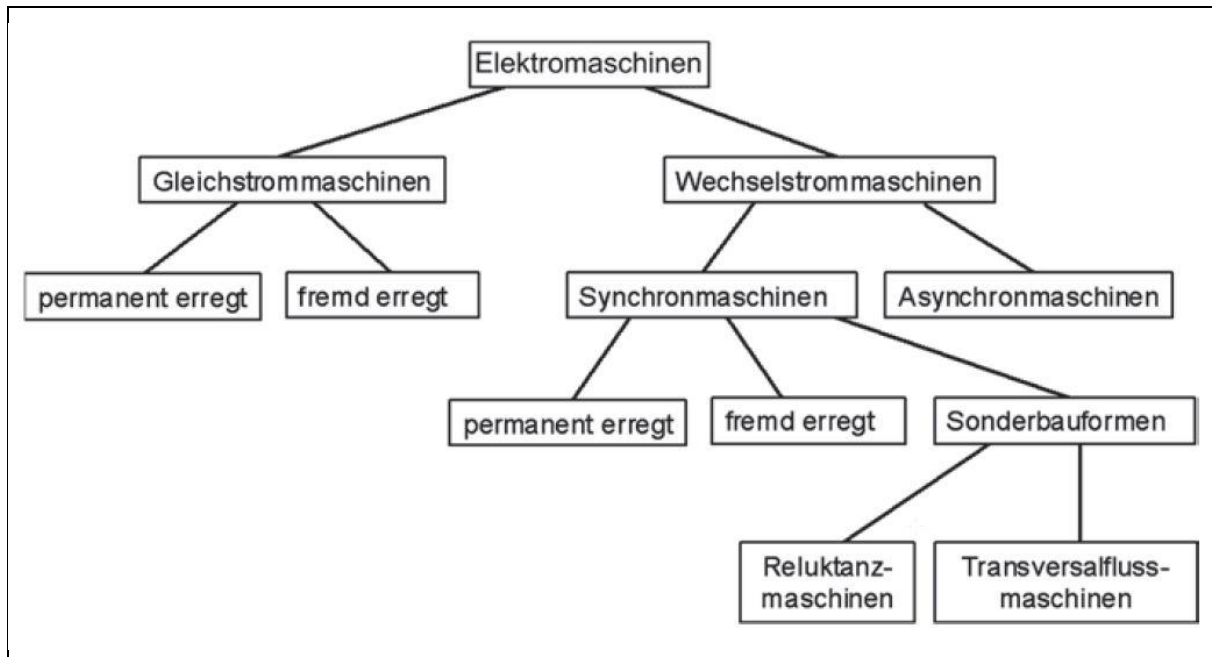 Elektromaschinen
Gleichstrommaschinen
Wechselstrommaschinen
permanent erregt
fremd erregt
Synchronmaschinen
Asynchronmaschinen
permanent erregt
fremd erregt
Sonderbauformen
Reluktanz-
maschinen
Transversalfluss-
maschinen